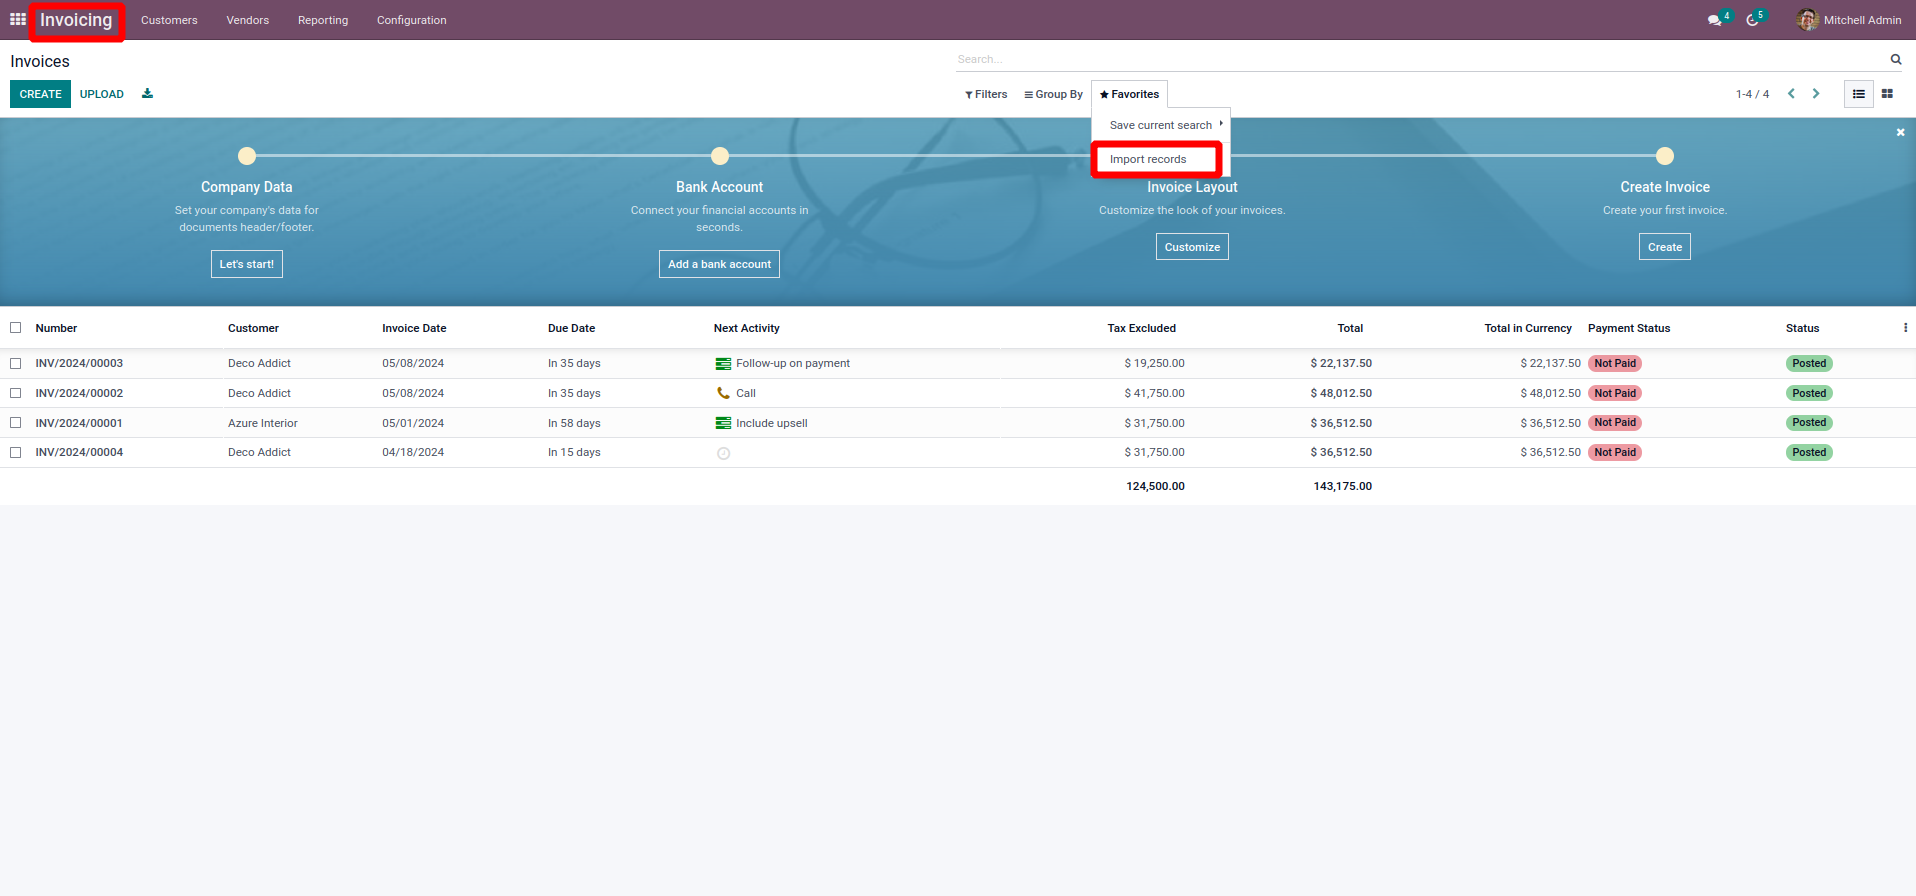 Invoicing Customers Vendors Reporting Configuration 4 5 Mitchell Admin
Invoices
Search...
CREATE UPLOAD Filters Group By Favorites 1-4 / 4
Save current search
Import records
Company Data Bank Account Invoice Layout Create Invoice
Set your company's data for Connect your financial accounts in Customize the look of your invoices. Create your first invoice.
documents header/footer. seconds.
Let's start! Add a bank account Customize Create
Number Customer Invoice Date Due Date Next Activity Tax Excluded Total Total in Currency Payment Status Status
INV/2024/00003 Deco Addict 05/08/2024 In 35 days Follow-up on payment $ 19,250.00 $ 22,137.50 $ 22,137.50 Not Paid Posted
INV/2024/00002 Deco Addict 05/08/2024 In 35 days Call $ 41,750.00 $ 48,012.50 $ 48,012.50 Not Paid Posted
INV/2024/00001 Azure Interior 05/01/2024 In 58 days Include upsell $ 31,750.00 $ 36,512.50 $ 36,512.50 Not Paid Posted
INV/2024/00004 Deco Addict 04/18/2024 In 15 days $ 31,750.00 $ 36,512.50 $ 36,512.50 Not Paid Posted
124,500.00 143,175.00